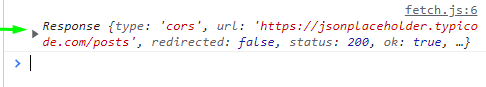 fetch.js:6
Response {type: 'cors', url: 'https://jsonplaceholder.typico
de.com/posts', redirected: false, status: 200, ok: true, …}